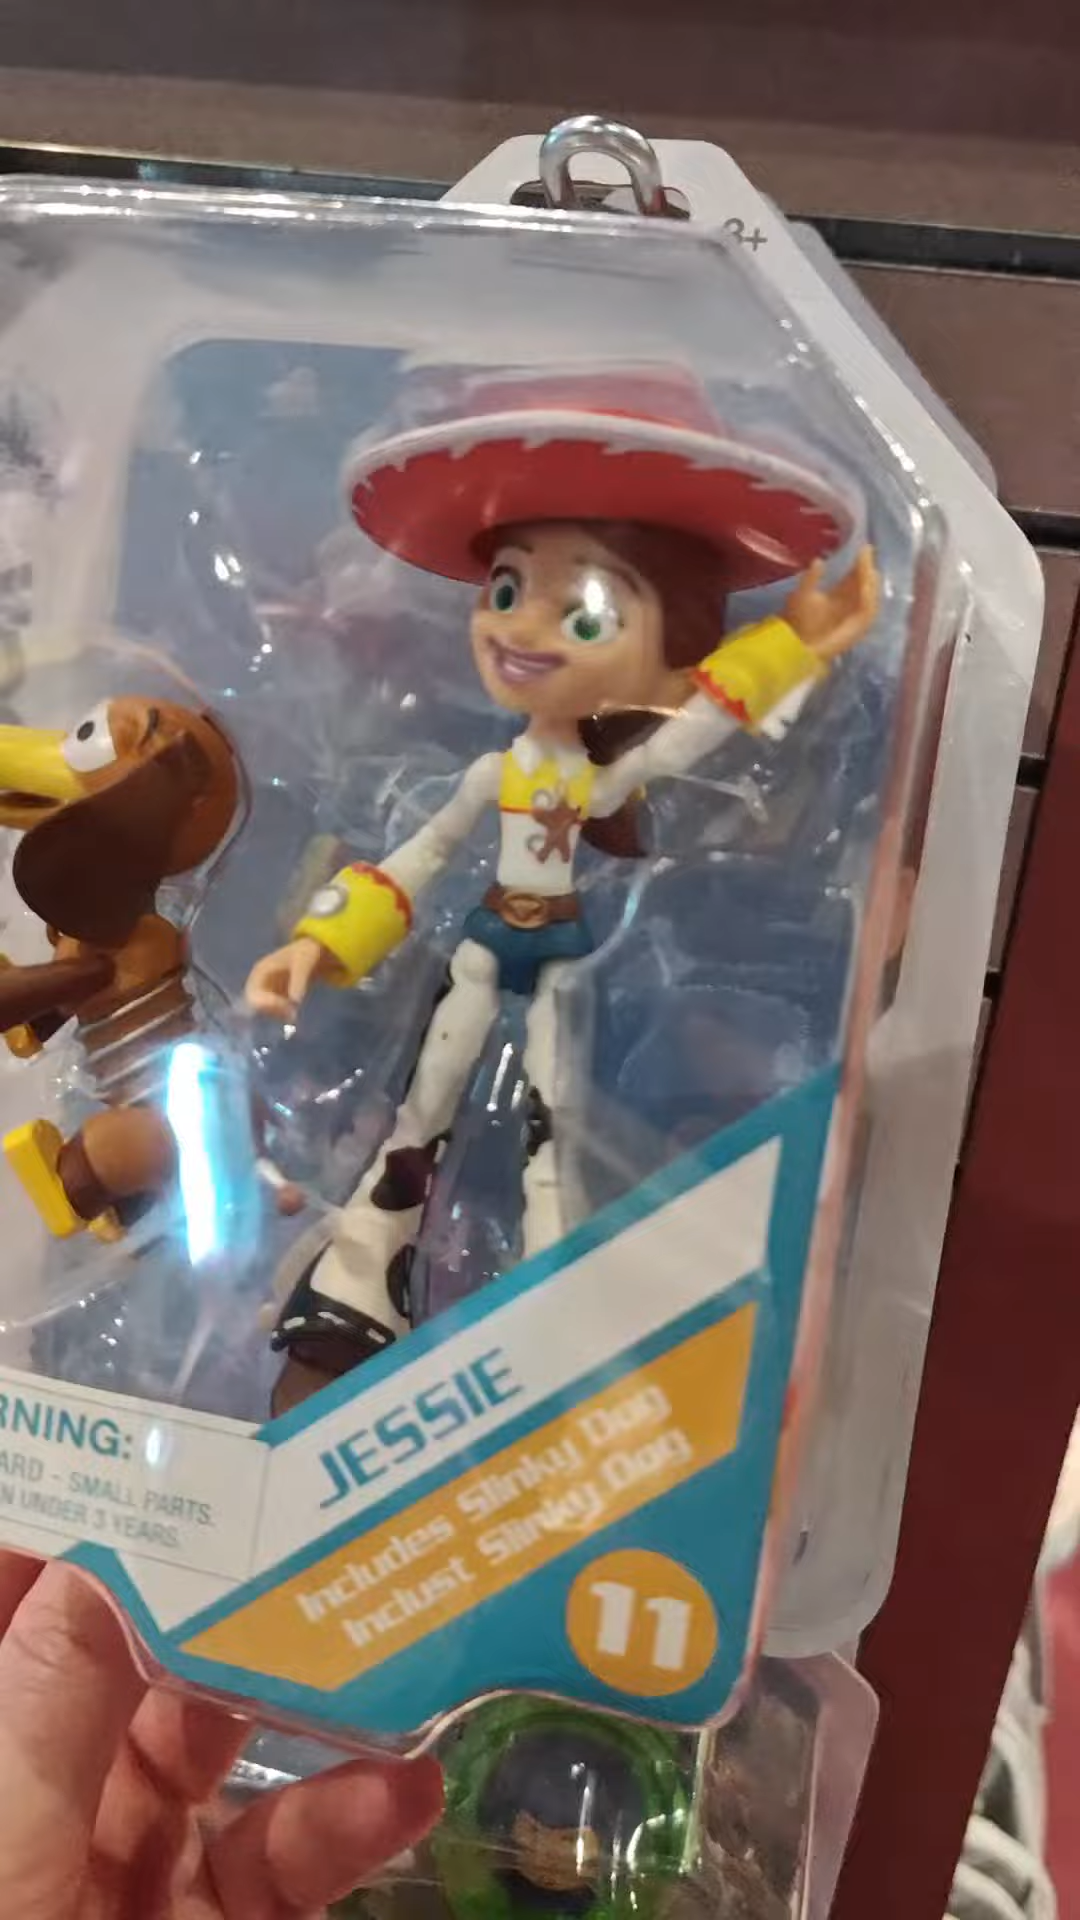 3+
RNING:
ARD - SMALL PARTS.
N UNDER 3 YEARS.
JESSIE
Includes Slinky Dog
Inclust Slinky Dog
11